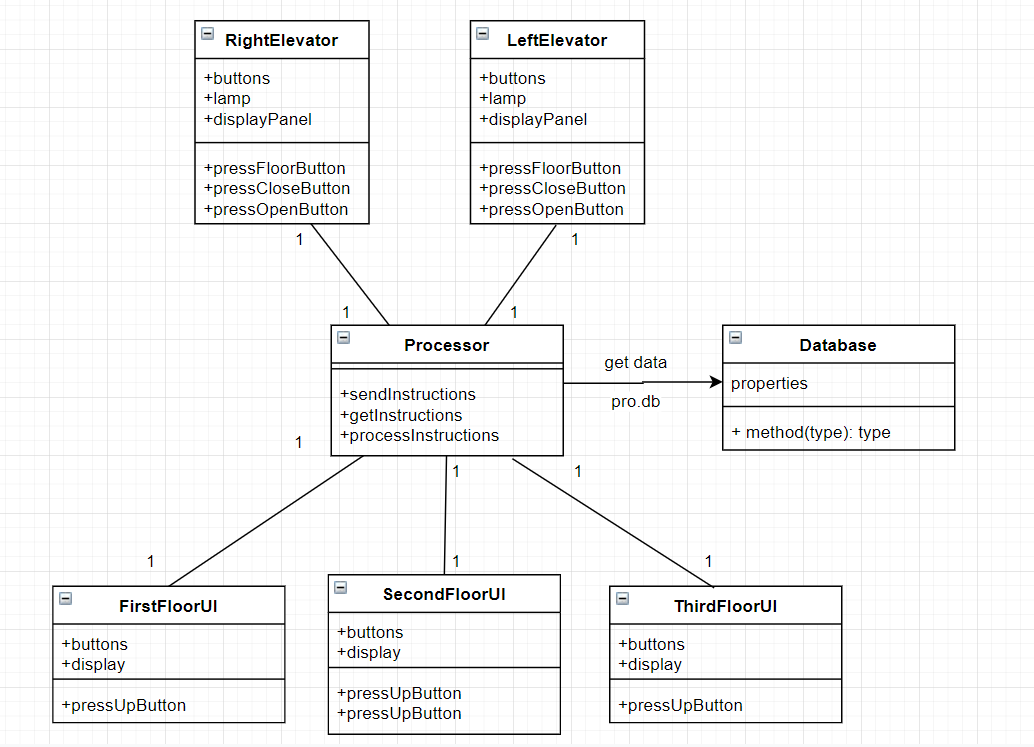 RightElevator
+buttons
+lamp
+displayPanel
+pressFloorButton
+pressCloseButton
+pressOpenButton
LeftElevator
+buttons
+lamp
+displayPanel
+pressFloorButton
+pressCloseButton
+pressOpenButton
1
1
1
1
Processor
+sendInstructions
+getInstructions
+processInstructions
get data
pro.db
Database
properties
+ method(type): type
1
1
1
1
1
1
FirstFloorUI
+buttons
+display
+pressUpButton
SecondFloorUI
+buttons
+display
+pressUpButton
+pressUpButton
ThirdFloorUI
+buttons
+display
+pressUpButton